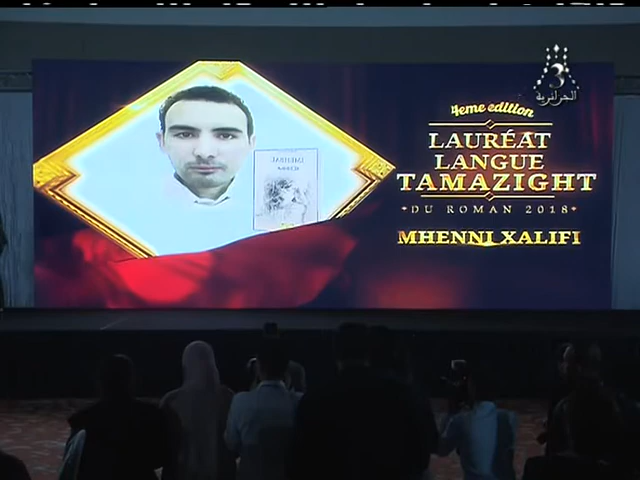 3
الجزائرية
4eme edition
LAURÉAT
LANGUE
TAMAZIGHT
DU ROMAN 2018
MHENNI XALIFI